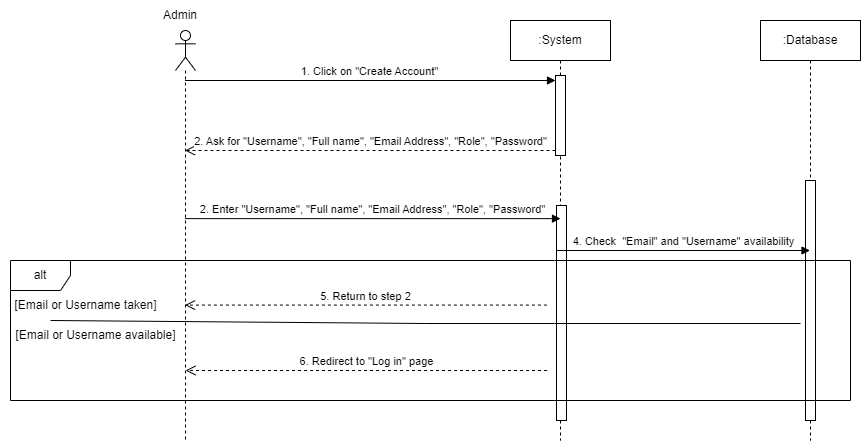 Admin
:System
:Database
1. Click on "Create Account"
2. Ask for "Username", "Full name", "Email Address", "Role", "Password"
2. Enter "Username", "Full name", "Email Address", "Role", "Password"
4. Check  "Email" and "Username" availability
alt
[Email or Username taken]
5. Return to step 2
[Email or Username available]
6. Redirect to "Log in" page